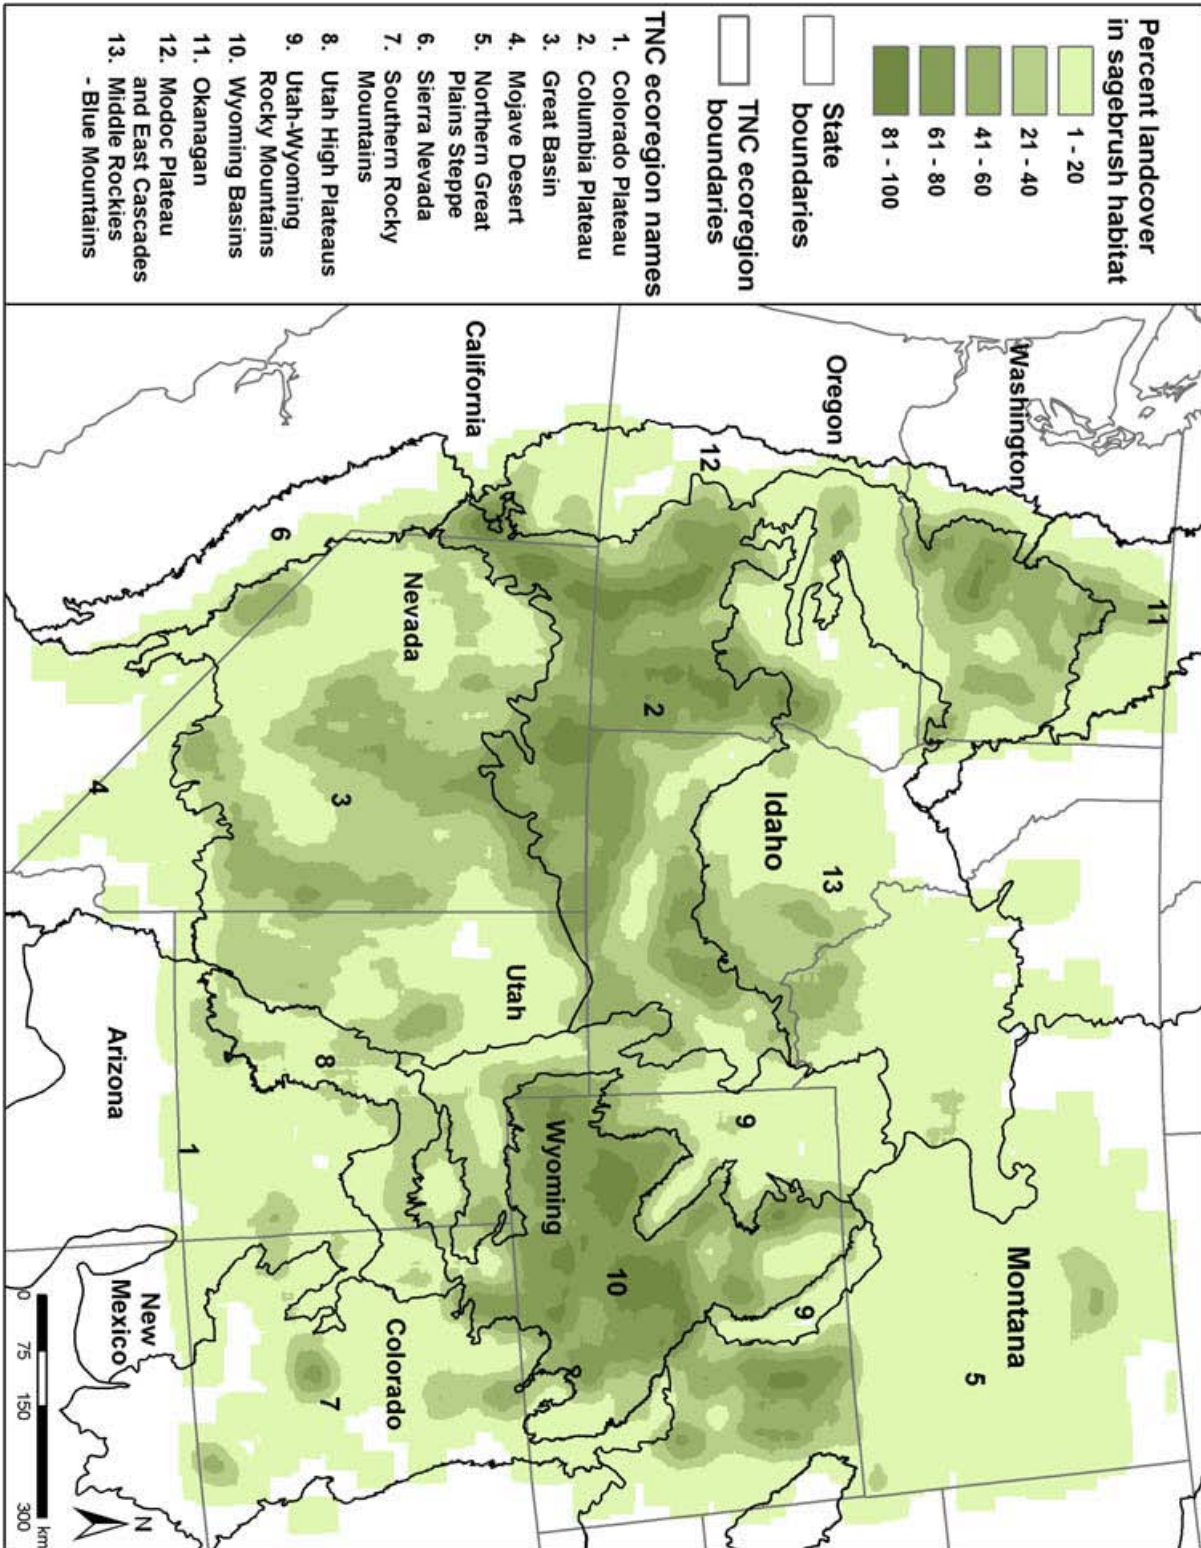 Percent landcover
in sagebrush habitat
1 - 20
21 - 40
41 - 60
61 - 80
81 - 100
State
boundaries
TNC ecoregion
boundaries
TNC ecoregion names
1. Colorado Plateau
2. Columbia Plateau
3. Great Basin
4. Mojave Desert
5. Northern Great
Plains Steppe
6. Sierra Nevada
7. Southern Rocky
Mountains
8. Utah High Plateaus
9. Utah-Wyoming
Rocky Mountains
10. Wyoming Basins
11. Okanagan
12. Modoc Plateau
and East Cascades
13. Middle Rockies
- Blue Mountains
Washington
11
Montana
5
Oregon
12
13
Idaho
9
9
2
10
Wyoming
California
Nevada
Utah
Colorado
3
8
7
6
4
1
Arizona
New
Mexico
N
0 75 150 300
km